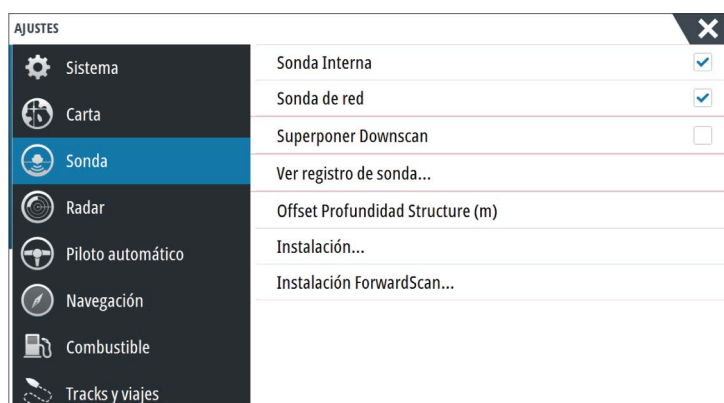 AJUSTES
Sistema
Carta
Sonda
Radar
Piloto automático
Navegación
Combustible
Tracks y viajes
Sonda Interna
Sonda de red
Superponer Downscan
Ver registro de sonda...
Offset Profundidad Structure (m)
Instalación...
Instalación ForwardScan...